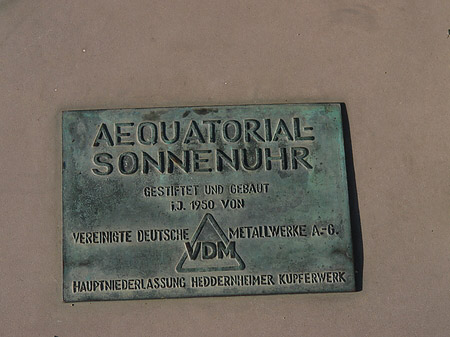 AEQUATORIAL-
SONNENUHR
GESTIFTET UND GEBAUT
I.J. 1950 VON
VEREINIGTE DEUTSCHE METALLWERKE A.-G.
VDM
HAUPTNIEDERLASSUNG HEDDERNHEIMER KUPFERWERK